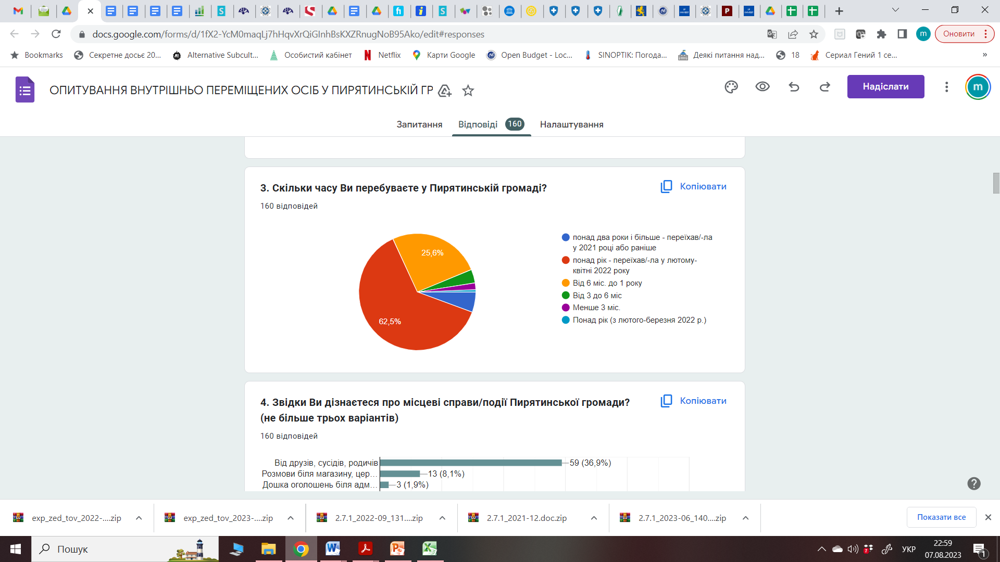 docs.google.com/forms/d/1fX2-YcM0maqLj7hHqvXrQiGInhBsKXZRnugNoB95Ako/edit#responses
m
Оновити
Bookmarks
Секретне досьє 20...
Alternative Subcult...
Особистий кабінет
Netflix
Карти Google
Open Budget - Loc...
SINOPTIK: Погода...
Деякі питання над...
18
Сериал Гений 1 се...
»
ОПИТУВАННЯ ВНУТРІШНЬО ПЕРЕМІЩЕНИХ ОСІБ У ПИРЯТИНСЬКІЙ ГР
Надіслати
m
Запитання
Відповіді 160
Налаштування
3. Скільки часу Ви перебуваєте у Пирятинській громаді?
Копіювати
160 відповідей
25,6%
62,5%
понад два роки і більше - переїхав/-ла
у 2021 році або раніше
понад рік - переїхав/-ла у лютому-
квітні 2022 року
Від 6 міс. до 1 року
Від 3 до 6 міс
Менше 3 міс.
Понад рік (з лютого-березня 2022 р.)
4. Звідки Ви дізнаєтеся про місцеві справи/події Пирятинської громади?
(не більше трьох варіантів)
Копіювати
160 відповідей
Від друзів, сусідів, родичів
59 (36,9%)
Розмови біля магазину, цер...
13 (8,1%)
Дошка оголошень біля адм...
3 (1,9%)
exp_zed_tov_2022-....zip
exp_zed_tov_2023-....zip
2.7.1_2022-09_131....zip
2.7.1_2021-12.doc.zip
2.7.1_2023-06_140....zip
Показати все
Пошук
УКР
22:59
07.08.2023
1